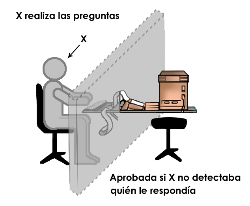 X realiza las preguntas
X
Aprobada si X no detectaba
quién le respondía